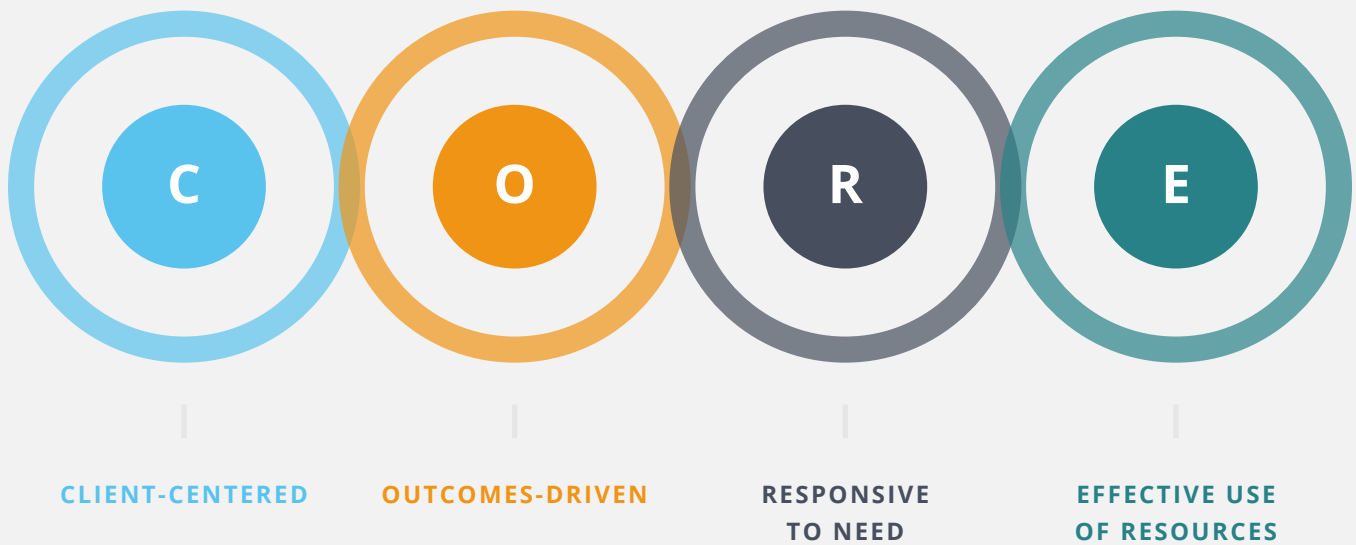 C
O
R
E
CLIENT-CENTERED
OUTCOMES-DRIVEN
RESPONSIVE
TO NEED
EFFECTIVE USE
OF RESOURCES